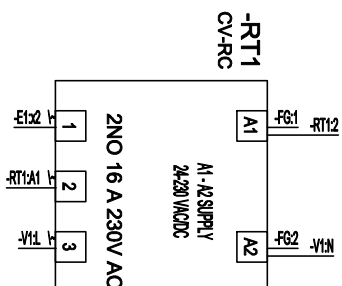 -RT1
CV-RC
-E1:x2
1
-RT1:A1
2
-V1:L
3
2NO 16 A 230V AC
A1 - A2 SUPPLY
24-230 VAC/DC
A1
-FG:1
-RT1:2
A2
-FG:2
-V1:N